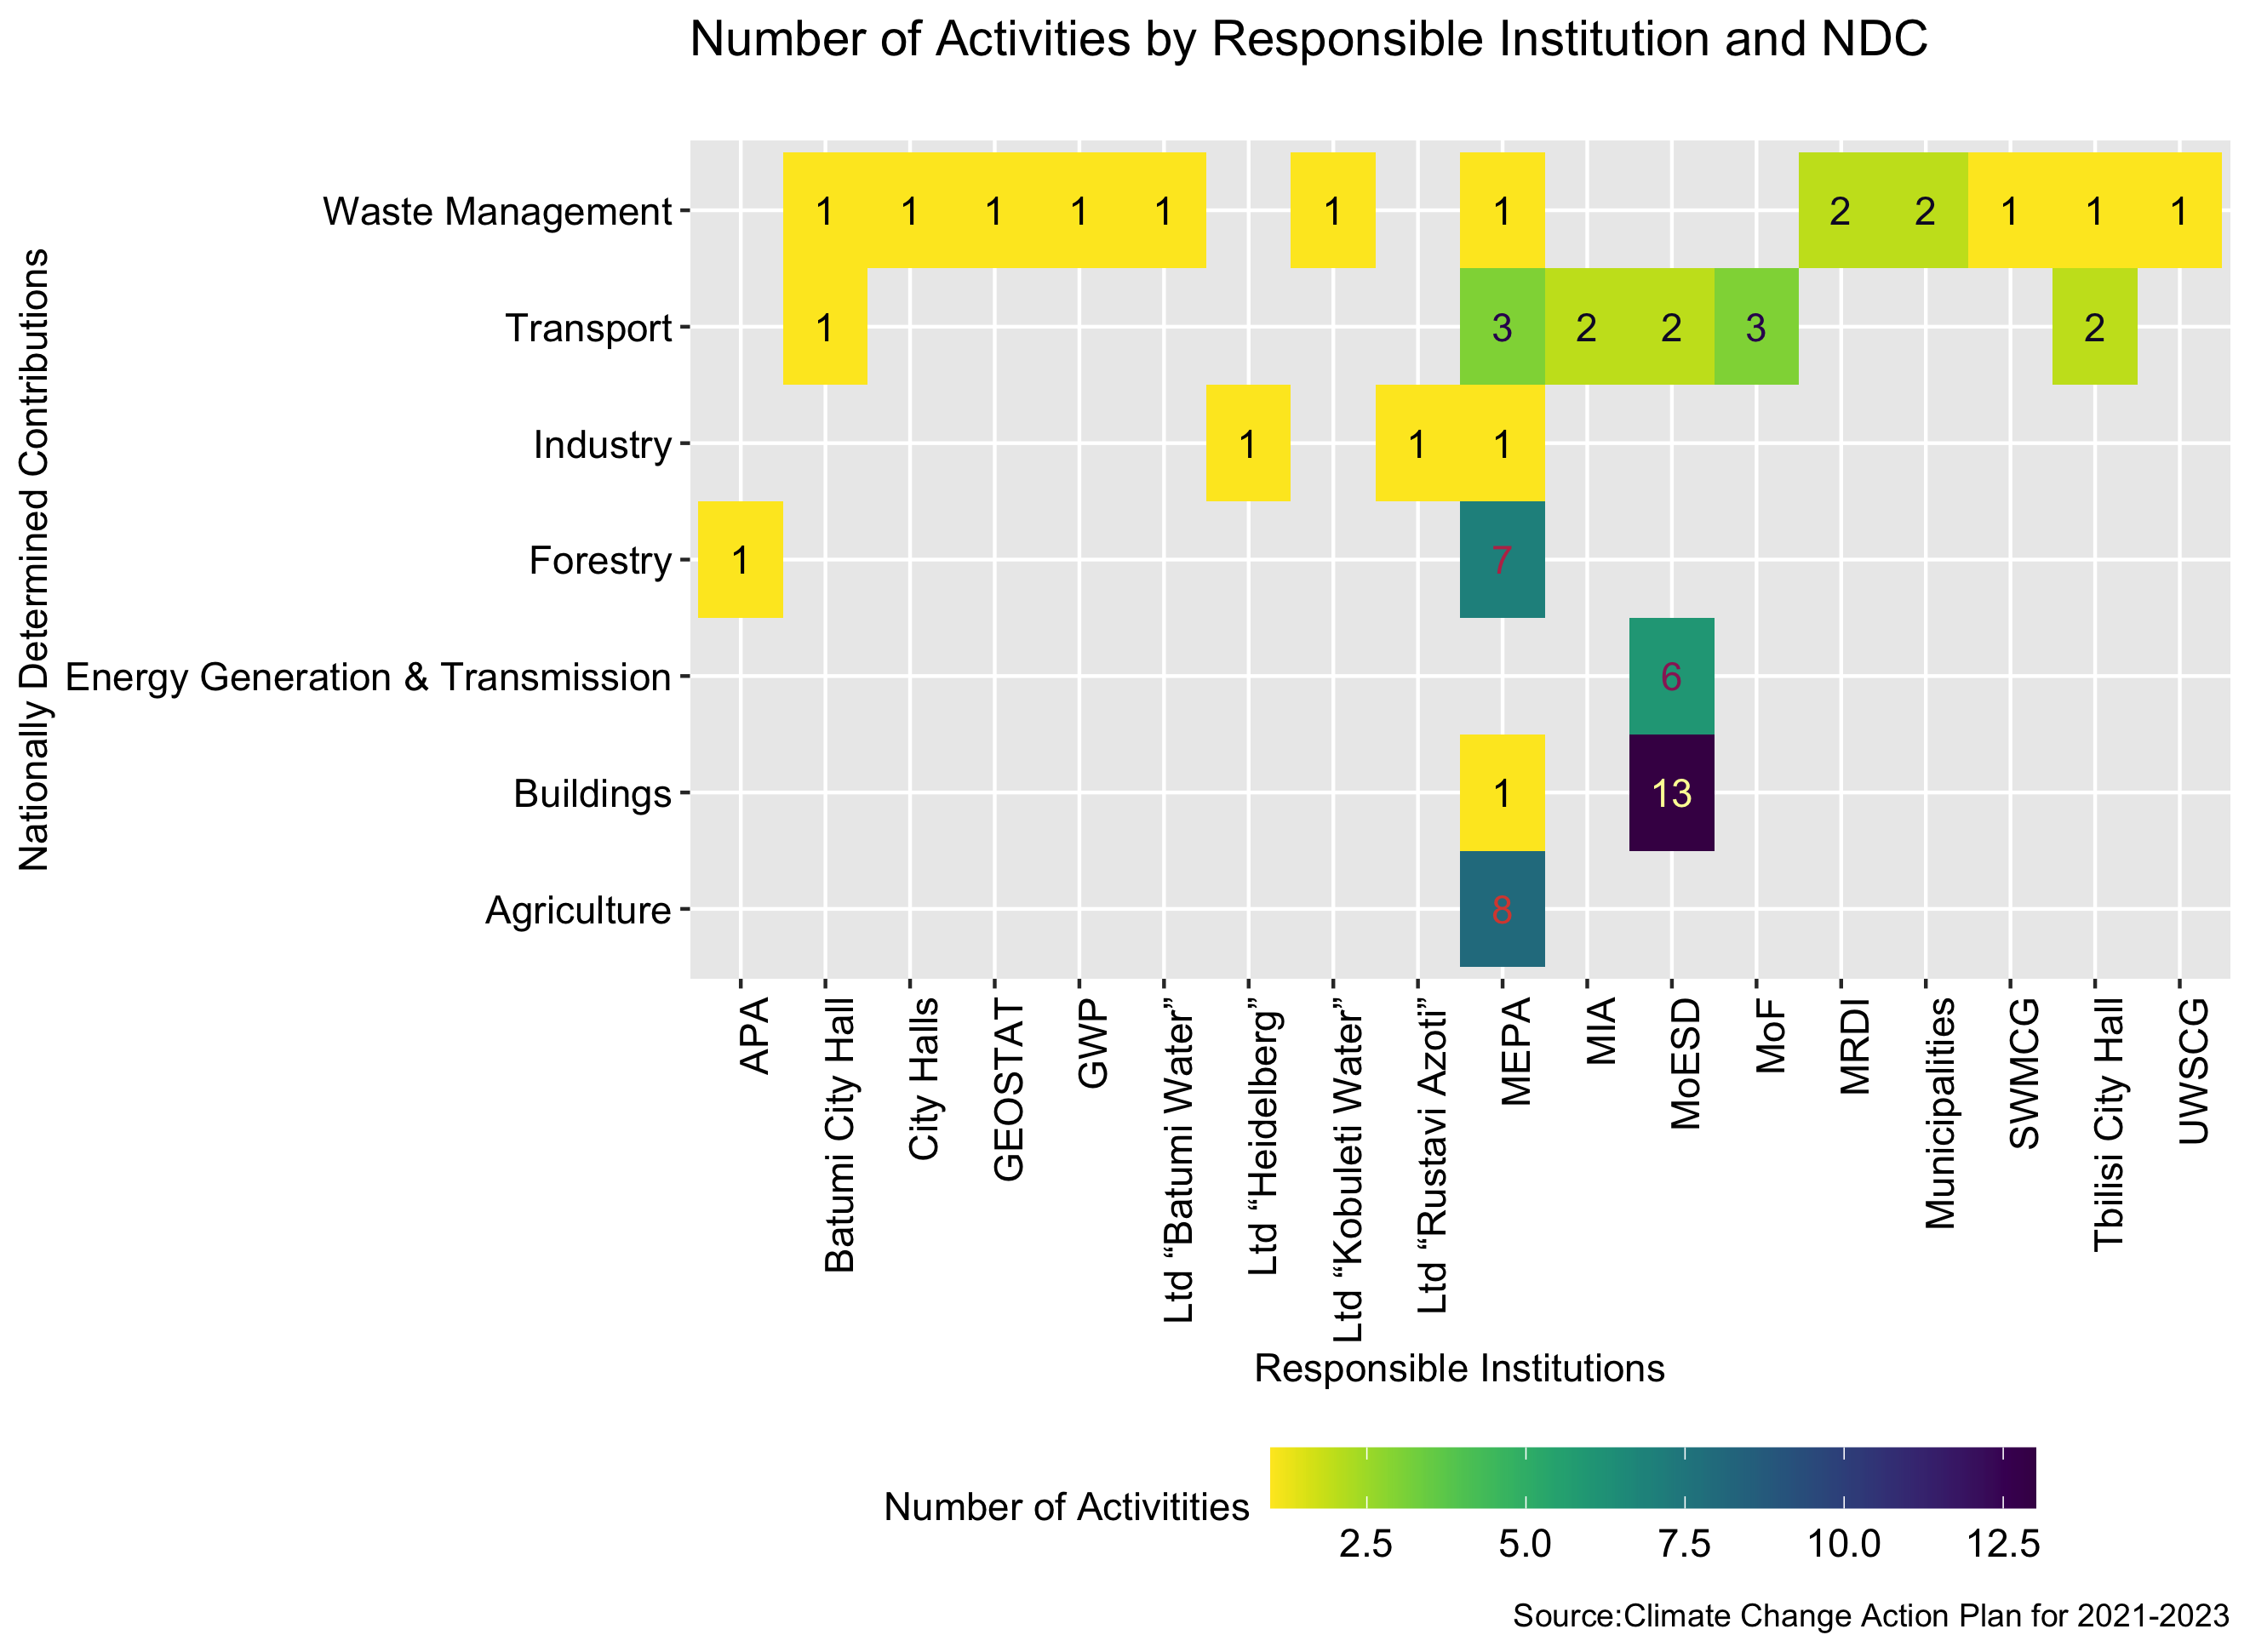 Number of Activities by Responsible Institution and NDC
Nationally Determined Contributions
Waste Management 1 1 1 1 1 1 1 2 2 1 1 1
Transport 1 3 2 2 3 2
Industry 1 1 1
Forestry 1 7
Energy Generation & Transmission 6
Buildings 1 13
Agriculture 8
APA
Batumi City Hall
City Halls
GEOSTAT
GWP
Ltd “Batumi Water”
Ltd “Heidelberg”
Ltd “Kobuleti Water”
Ltd “Rustavi Azoti”
MEPA
MIA
MoESD
MoF
MRDI
Municipalities
SWMCG
Tbilisi City Hall
UWSCG
Responsible Institutions
Number of Activitities
2.5 5.0 7.5 10.0 12.5
Source:Climate Change Action Plan for 2021-2023